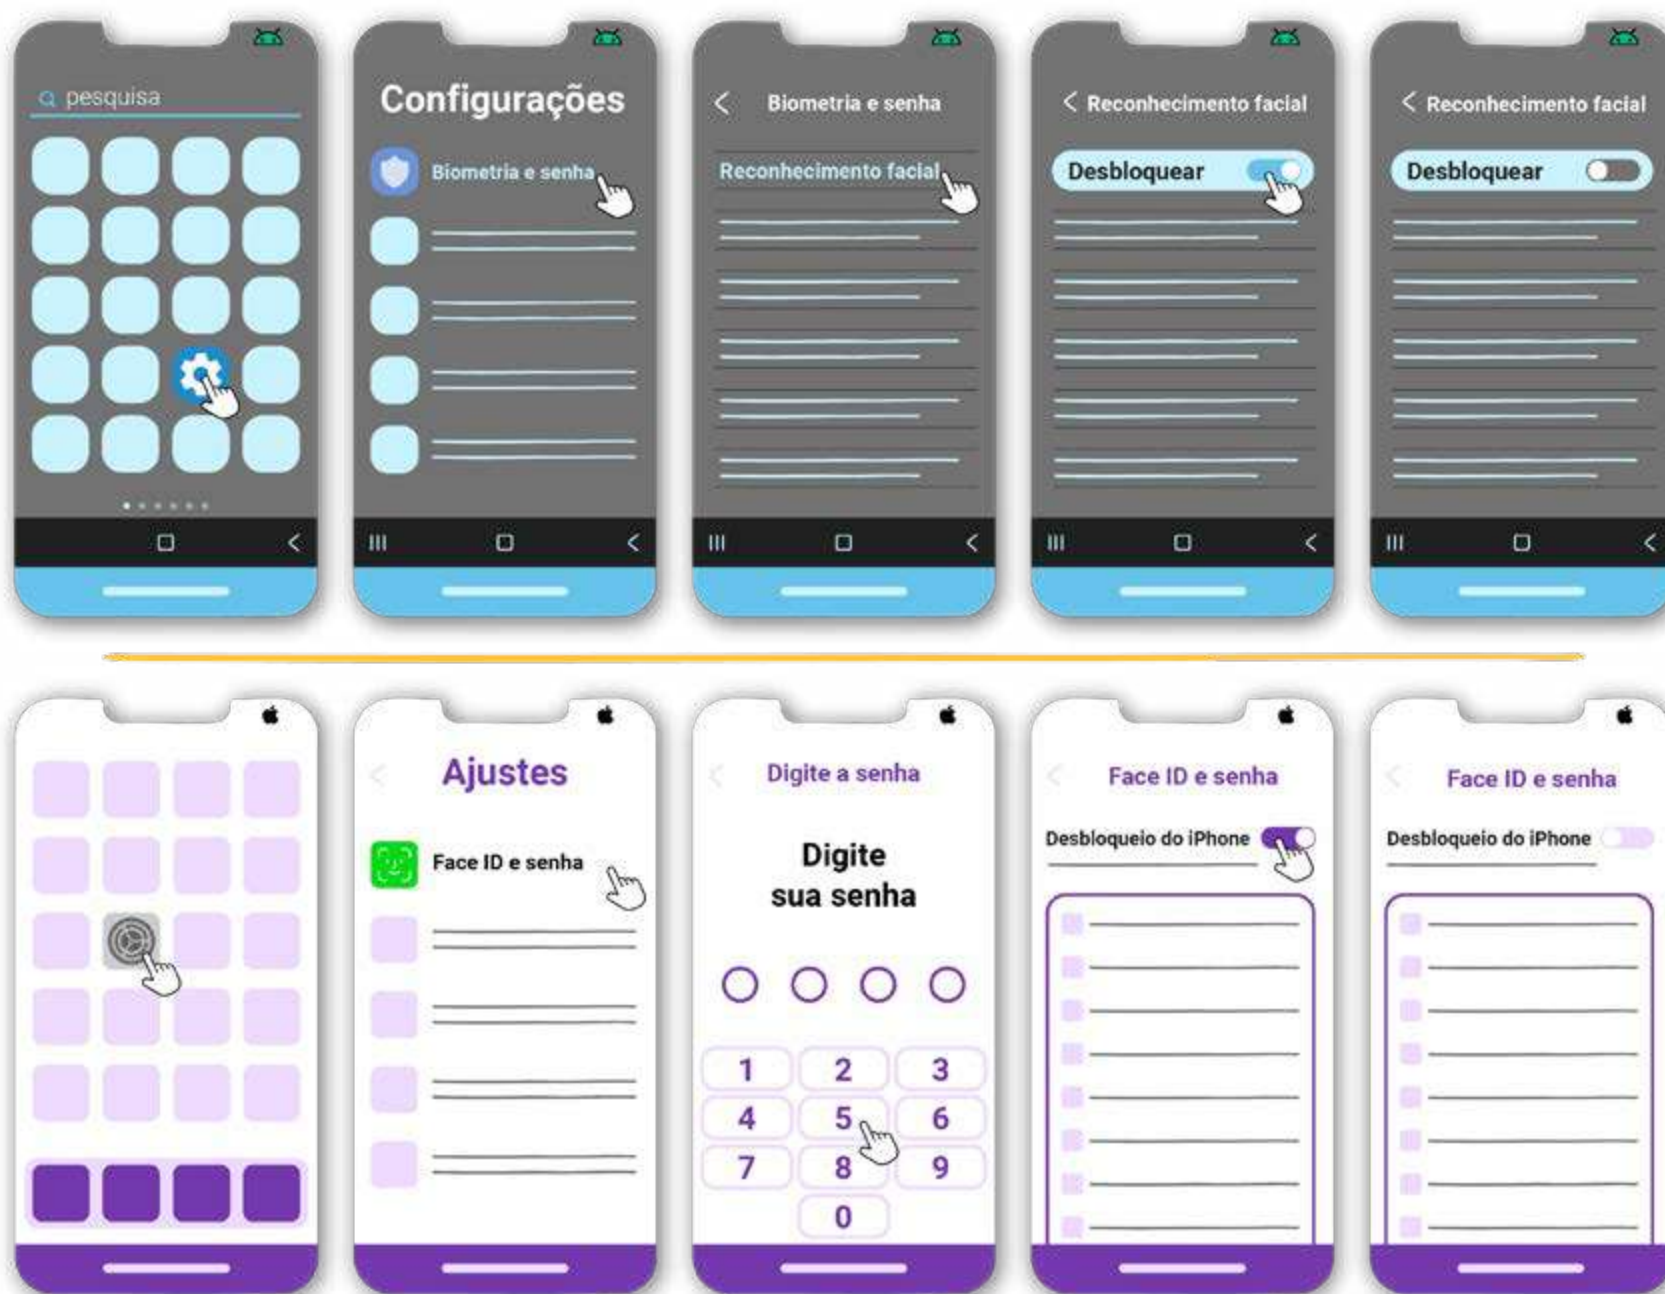 pesquisa
Configurações
Biometria e senha
Biometria e senha
Reconhecimento facial
Reconhecimento facial
Desbloquear
Reconhecimento facial
Desbloquear
Ajustes
Face ID e senha
Digite a senha
Digite
sua senha
1 2 3
4 5 6
7 8 9
0
Face ID e senha
Desbloqueio do iPhone
Face ID e senha
Desbloqueio do iPhone